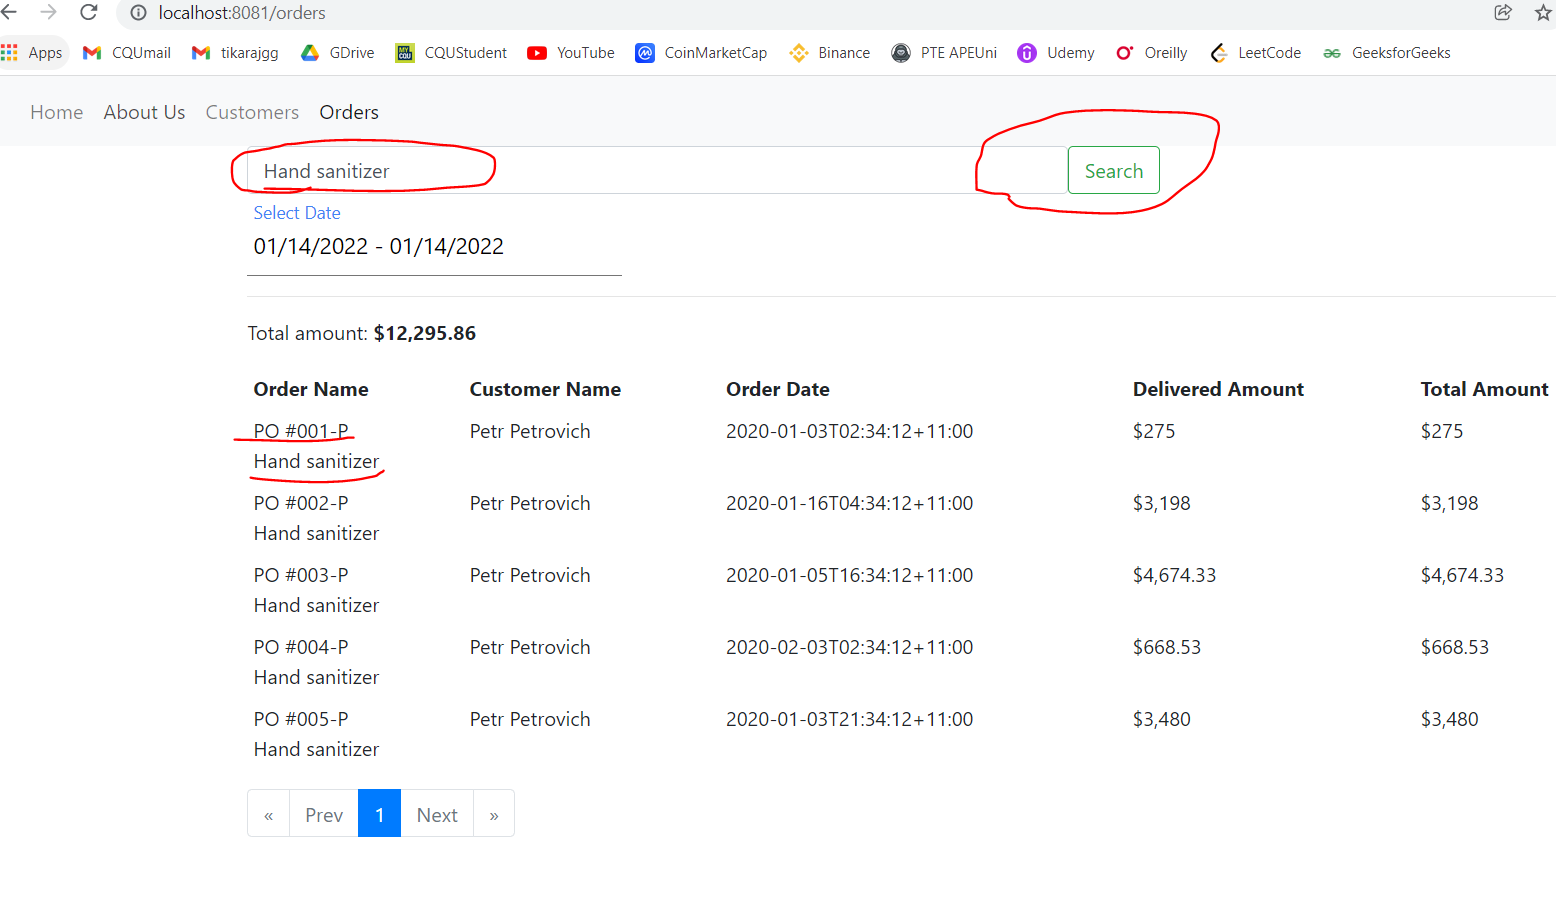 localhost:8081/orders
Apps CQUmail tikarajgg GDrive MY CQU CQUStudent YouTube CoinMarketCap Binance PTE APEUni Udemy Oreilly LeetCode GeeksforGeeks
Home About Us Customers Orders
Hand sanitizer Search
Select Date
01/14/2022 - 01/14/2022
Total amount: $12,295.86
Order Name Customer Name Order Date Delivered Amount Total Amount
PO #001-P Petr Petrovich 2020-01-03T02:34:12+11:00 $275 $275
Hand sanitizer
PO #002-P Petr Petrovich 2020-01-16T04:34:12+11:00 $3,198 $3,198
Hand sanitizer
PO #003-P Petr Petrovich 2020-01-05T16:34:12+11:00 $4,674.33 $4,674.33
Hand sanitizer
PO #004-P Petr Petrovich 2020-02-03T02:34:12+11:00 $668.53 $668.53
Hand sanitizer
PO #005-P Petr Petrovich 2020-01-03T21:34:12+11:00 $3,480 $3,480
Hand sanitizer
« Prev 1 Next »